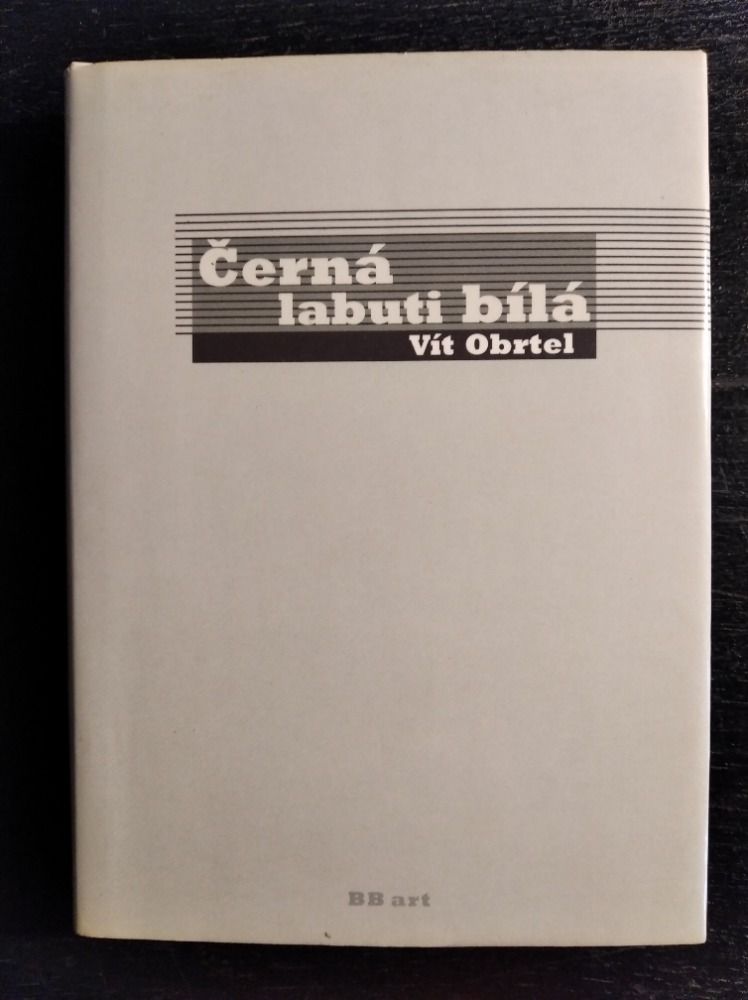 Černá
labuti bílá
Vít Obrtel
BB art